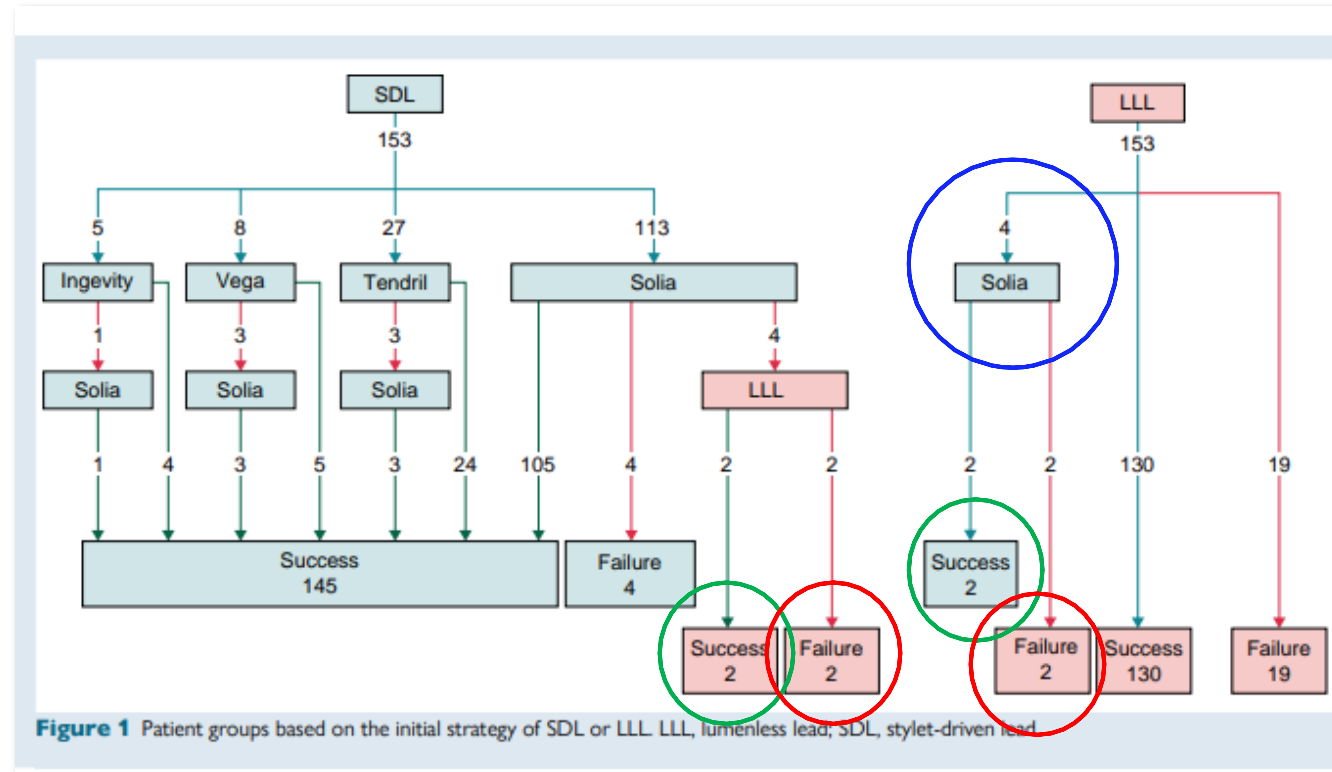 SDL
LLL
153
153
5 8 27 113 4
Ingevity Vega Tendril Solia Solia
1 3 3 4
Solia Solia Solia LLL
1 4 3 5 3 24 105 4 2 2 2 2 130 19
Success
145
Failure
4
Success
2
Success
2
Failure
2
Failure
2
Success
130
Failure
19
Figure 1 Patient groups based on the initial strategy of SDL or LLL. LLL, lumenless lead; SDL, stylet-driven lead.